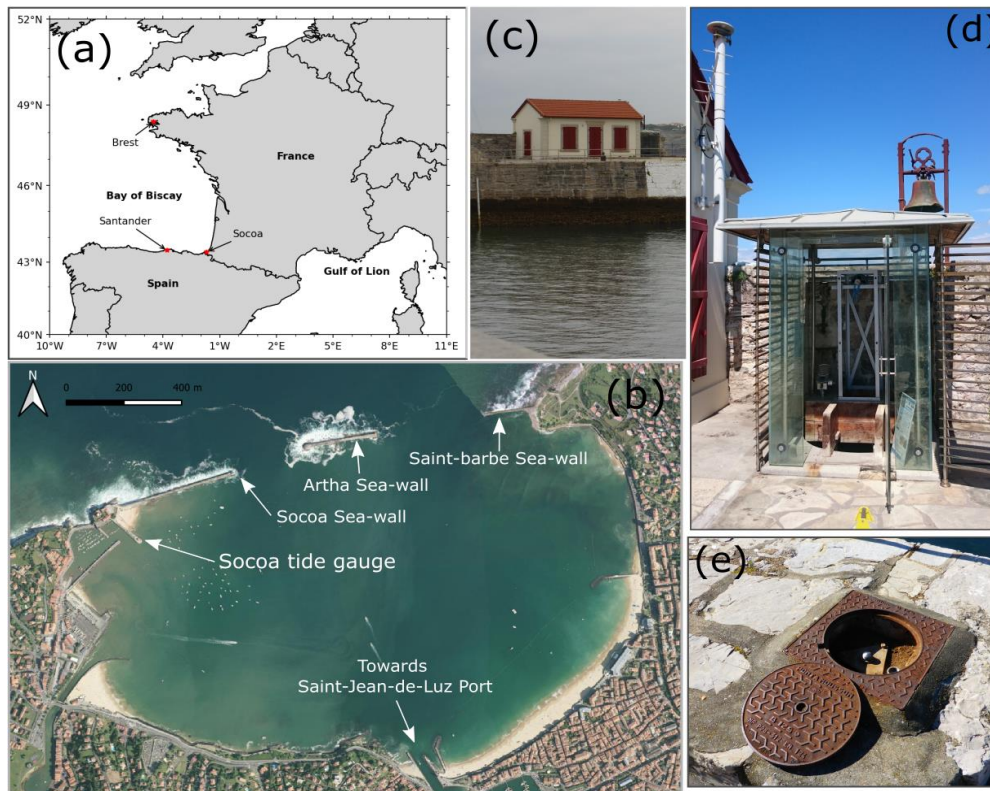 (a)
52°N
49°N
46°N
43°N
40°N
10°W
7°W
4°W
1°W
2°E
5°E
8°E
11°E
Brest
France
Bay of Biscay
Santander
Socoa
Spain
Gulf of Lion
(c)
(d)
(b)
N
0 200 400 m
Saint-barbe Sea-wall
Artha Sea-wall
Socoa Sea-wall
Socoa tide gauge
Towards
Saint-Jean-de-Luz Port
(e)